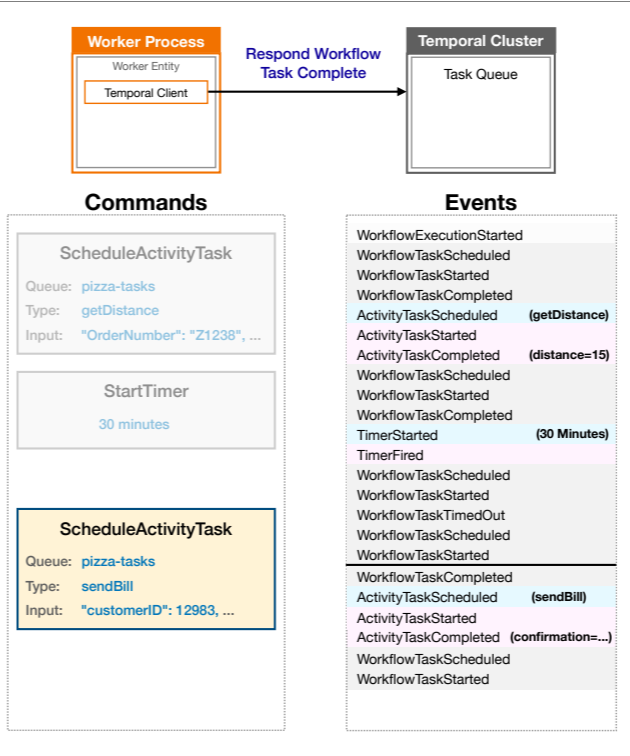 Worker Process
Worker Entity
Temporal Client
Respond Workflow
Task Complete
Temporal Cluster
Task Queue
Commands
ScheduleActivityTask
Queue: pizza-tasks
Type: getDistance
Input: "OrderNumber": "Z1238", ...
StartTimer
30 minutes
ScheduleActivityTask
Queue: pizza-tasks
Type: sendBill
Input: "customerID": 12983, ...
Events
WorkflowExecutionStarted
WorkflowTaskScheduled
WorkflowTaskStarted
WorkflowTaskCompleted
ActivityTaskScheduled (getDistance)
ActivityTaskStarted
ActivityTaskCompleted (distance=15)
WorkflowTaskScheduled
WorkflowTaskStarted
WorkflowTaskCompleted
TimerStarted (30 Minutes)
TimerFired
WorkflowTaskScheduled
WorkflowTaskStarted
WorkflowTaskTimedOut
WorkflowTaskScheduled
WorkflowTaskStarted
WorkflowTaskCompleted
ActivityTaskScheduled (sendBill)
ActivityTaskStarted
ActivityTaskCompleted (confirmation=...)
WorkflowTaskScheduled
WorkflowTaskStarted